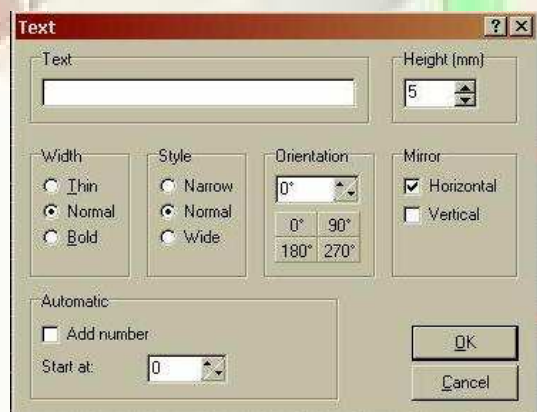 Text
Text
Height (mm)
5
Width
Thin
Normal
Bold
Style
Narrow
Normal
Wide
Orientation
0°
0° 90°
180° 270°
Mirror
Horizontal
Vertical
Automatic
Add number
Start at: 0
OK
Cancel